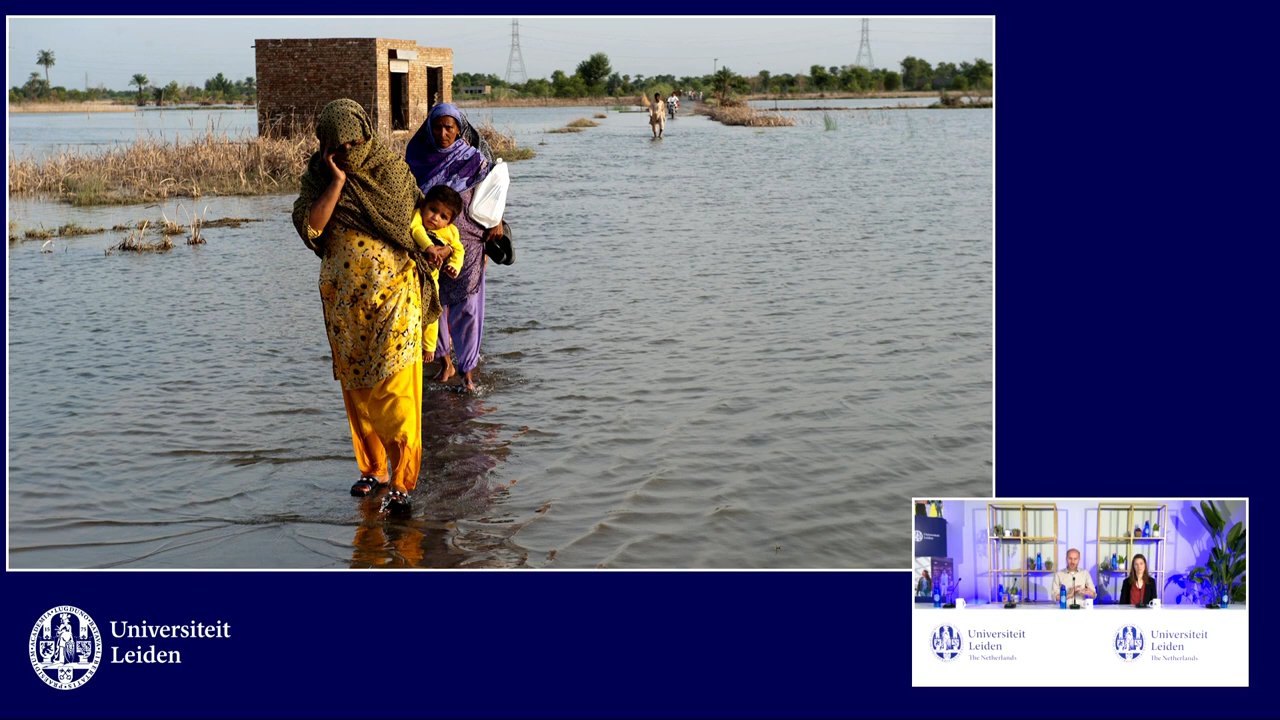 Universiteit
Leiden
Universiteit
Leiden
The Netherlands
Universiteit
Leiden
The Netherlands